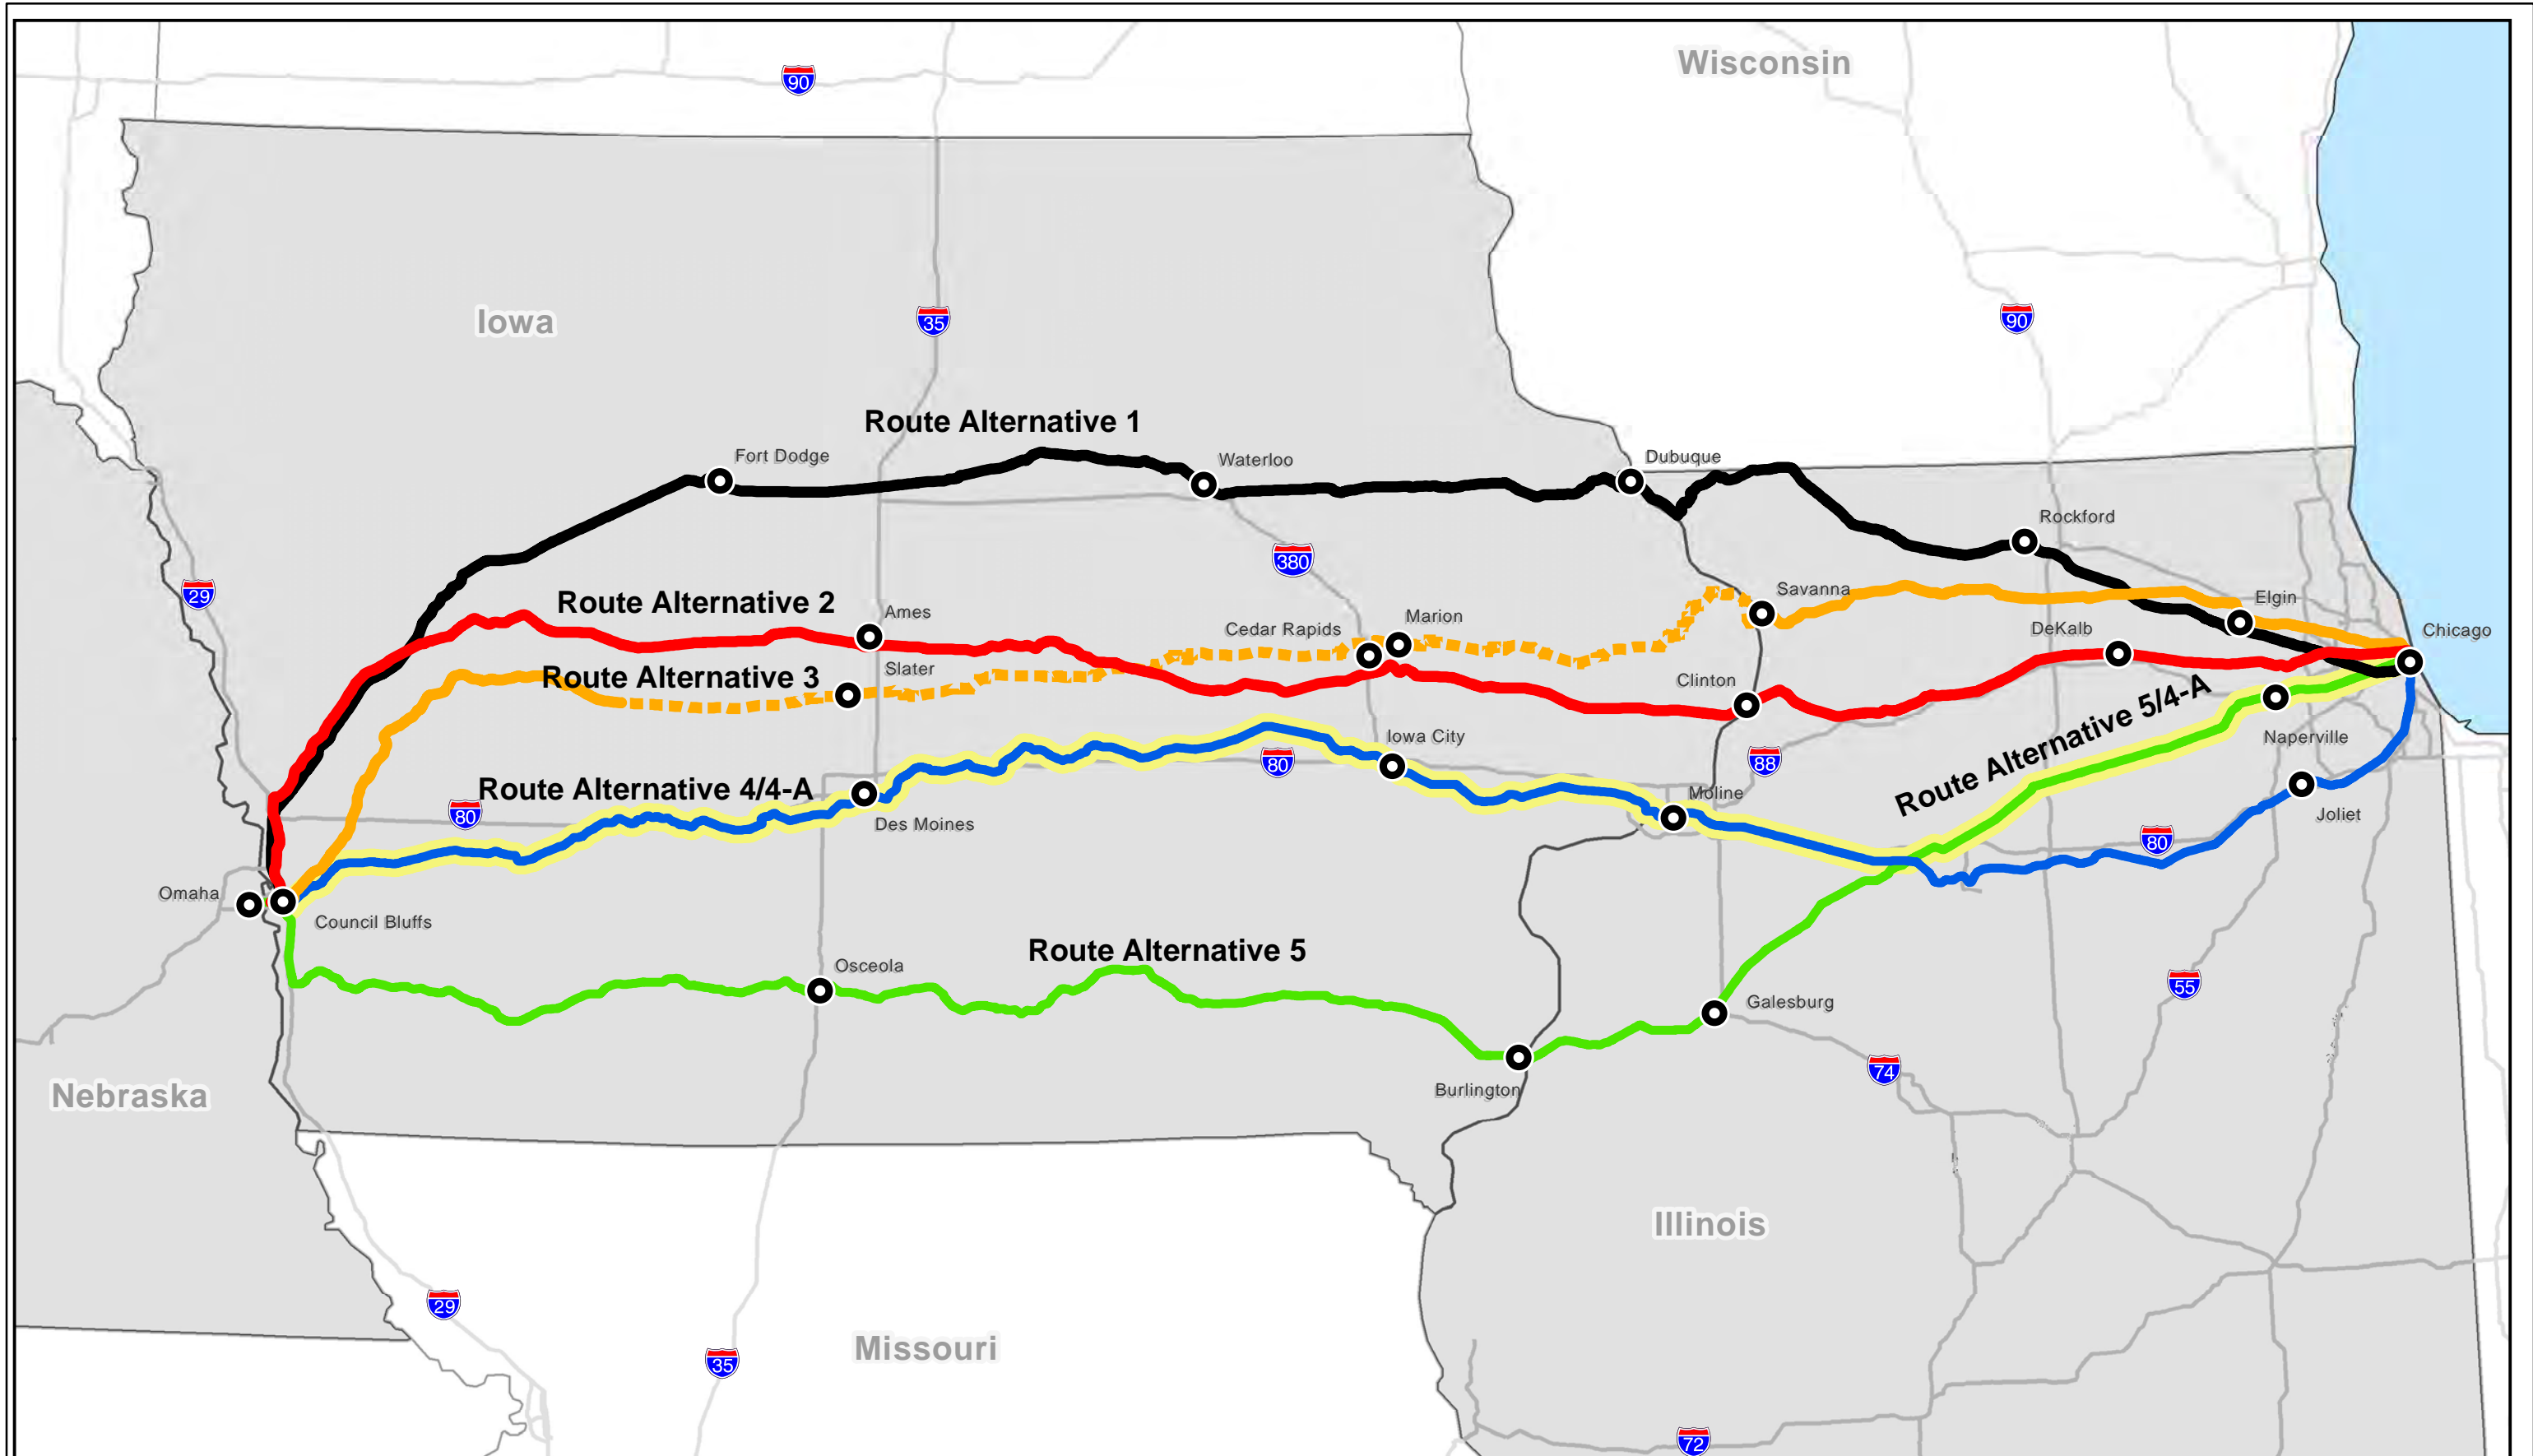 Wisconsin
90
Iowa
35
90
Route Alternative 1
Fort Dodge
Waterloo
Dubuque
Rockford
380
29
Savanna
Elgin
Route Alternative 2
Ames
Marion
Cedar Rapids
DeKalb
Chicago
Slater
Route Alternative 3
Clinton
Route Alternative 5/4-A
Iowa City
Naperville
80
88
Route Alternative 4/4-A
Moline
80
Des Moines
Joliet
80
Omaha
Council Bluffs
Route Alternative 5
Osceola
55
Galesburg
74
Burlington
Nebraska
Illinois
29
Missouri
35
72